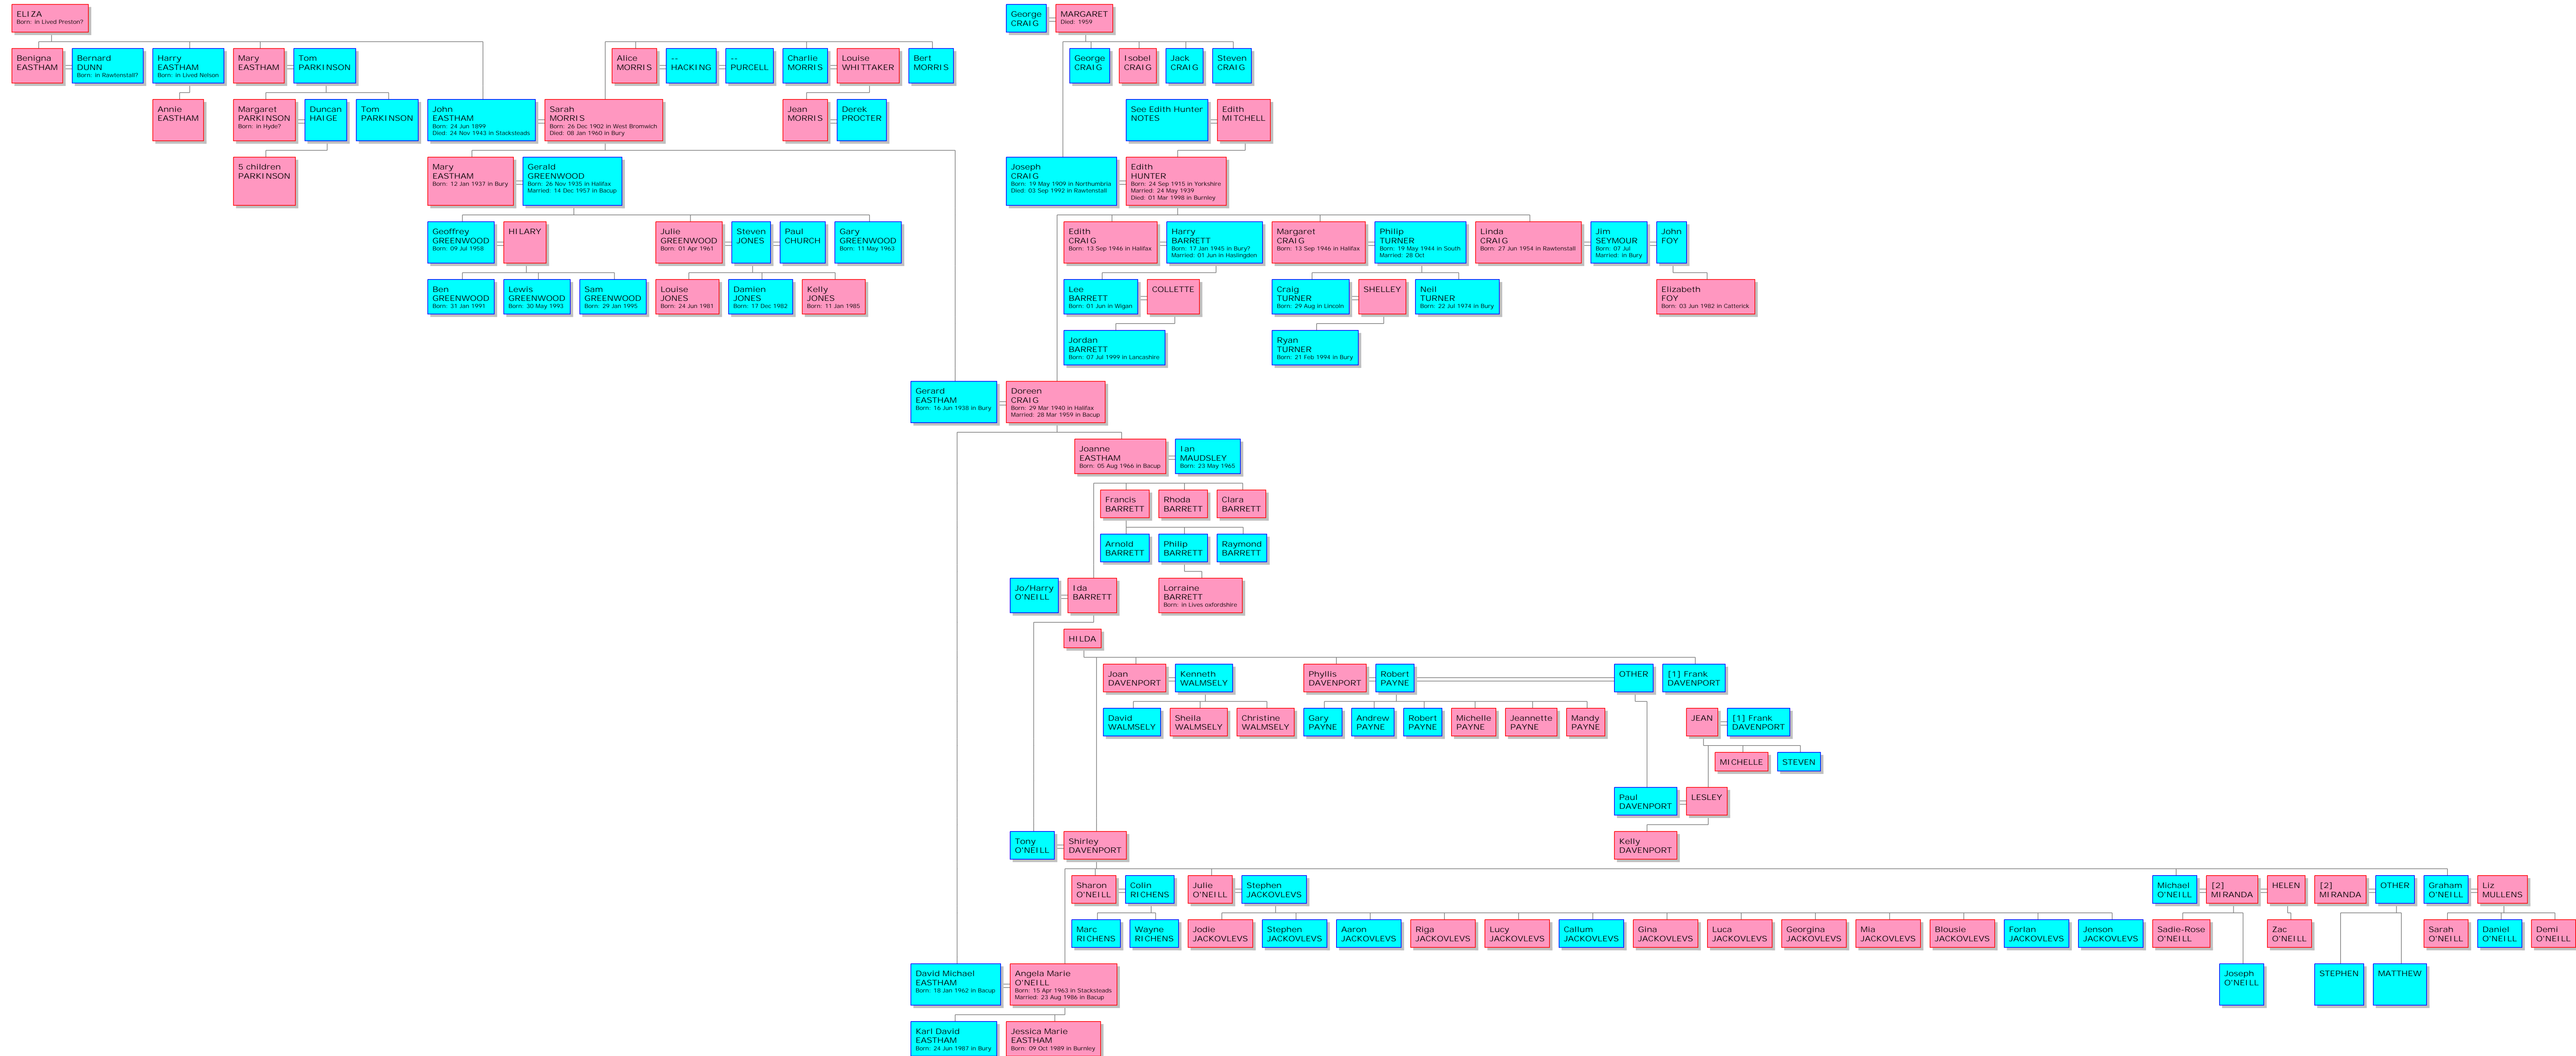 ELIZA
Born: in Lived Preston?
George
CRAIG
MARGARET
Died: 1959
Benigna
EASTHAM
Bernard
DUNN
Born: in Rawtenstall?
Harry
EASTHAM
Born: in Lived Nelson
Mary
EASTHAM
Tom
PARKINSON
Alice
MORRIS
--
HACKING
--
PURCELL
Charlie
MORRIS
Louise
WHITTAKER
Bert
MORRIS
George
CRAIG
Isobel
CRAIG
Jack
CRAIG
Steven
CRAIG
Annie
EASTHAM
Margaret
PARKINSON
Born: in Hyde?
Duncan
HAIGE
Tom
PARKINSON
John
EASTHAM
Born: 24 Jun 1899
Died: 24 Nov 1943 in Stacksteads
Sarah
MORRIS
Born: 26 Dec 1902 in West Bromwich
Died: 08 Jan 1960 in Bury
Jean
MORRIS
Derek
PROCTER
See Edith Hunter
NOTES
Edith
MITCHELL
5 children
PARKINSON
Mary
EASTHAM
Born: 12 Jan 1937 in Bury
Gerald
GREENWOOD
Born: 26 Nov 1935 in Halifax
Married: 14 Dec 1957 in Bacup
Joseph
CRAIG
Born: 19 May 1909 in Northumbria
Died: 03 Sep 1992 in Rawtenstall
Edith
HUNTER
Born: 24 Sep 1915 in Yorkshire
Married: 24 May 1939
Died: 01 Mar 1998 in Burnley
Geoffrey
GREENWOOD
Born: 09 Jul 1958
HILARY
Julie
GREENWOOD
Born: 01 Apr 1961
Steven
JONES
Paul
CHURCH
Gary
GREENWOOD
Born: 11 May 1963
Edith
CRAIG
Born: 13 Sep 1946 in Halifax
Harry
BARRETT
Born: 17 Jan 1945 in Bury?
Married: 01 Jun in Haslingden
Margaret
CRAIG
Born: 13 Sep 1946 in Halifax
Philip
TURNER
Born: 19 May 1944 in South
Married: 28 Oct
Linda
CRAIG
Born: 27 Jun 1954 in Rawtenstall
Jim
SEYMOUR
Born: 07 Jul
Married: in Bury
John
FOY
Ben
GREENWOOD
Born: 31 Jan 1991
Lewis
GREENWOOD
Born: 30 May 1993
Sam
GREENWOOD
Born: 29 Jan 1995
Louise
JONES
Born: 24 Jun 1981
Damien
JONES
Born: 17 Dec 1982
Kelly
JONES
Born: 11 Jan 1985
Lee
BARRETT
Born: 01 Jun in Wigan
COLLETTE
Craig
TURNER
Born: 29 Aug in Lincoln
SHELLEY
Neil
TURNER
Born: 22 Jul 1974 in Bury
Elizabeth
FOY
Born: 03 Jun 1982 in Catterick
Jordan
BARRETT
Born: 07 Jul 1999 in Lancashire
Ryan
TURNER
Born: 21 Feb 1994 in Bury
Gerard
EASTHAM
Born: 16 Jun 1938 in Bury
Doreen
CRAIG
Born: 29 Mar 1940 in Halifax
Married: 28 Mar 1959 in Bacup
Joanne
EASTHAM
Born: 05 Aug 1966 in Bacup
Ian
MAUDSLEY
Born: 23 May 1965
Francis
BARRETT
Rhoda
BARRETT
Clara
BARRETT
Arnold
BARRETT
Philip
BARRETT
Raymond
BARRETT
Jo/Harry
O'NEILL
Ida
BARRETT
Lorraine
BARRETT
Born: in Lives oxfordshire
HILDA
Joan
DAVENPORT
Kenneth
WALMSELY
Phyllis
DAVENPORT
Robert
PAYNE
OTHER
[1] Frank
DAVENPORT
David
WALMSELY
Sheila
WALMSELY
Christine
WALMSELY
Gary
PAYNE
Andrew
PAYNE
Robert
PAYNE
Michelle
PAYNE
Jeannette
PAYNE
Mandy
PAYNE
JEAN
[1] Frank
DAVENPORT
MICHELLE
STEVEN
Paul
DAVENPORT
LESLEY
Tony
O'NEILL
Shirley
DAVENPORT
Kelly
DAVENPORT
Sharon
O'NEILL
Colin
RICHENS
Julie
O'NEILL
Stephen
JACKOVLEVS
Michael
O'NEILL
[2]
MIRANDA
HELEN
[2]
MIRANDA
OTHER
Graham
O'NEILL
Liz
MULLENS
Marc
RICHENS
Wayne
RICHENS
Jodie
JACKOVLEVS
Stephen
JACKOVLEVS
Aaron
JACKOVLEVS
Riga
JACKOVLEVS
Lucy
JACKOVLEVS
Callum
JACKOVLEVS
Gina
JACKOVLEVS
Luca
JACKOVLEVS
Georgina
JACKOVLEVS
Mia
JACKOVLEVS
Blousie
JACKOVLEVS
Forlan
JACKOVLEVS
Jenson
JACKOVLEVS
Sadie-Rose
O'NEILL
Zac
O'NEILL
Sarah
O'NEILL
Daniel
O'NEILL
Demi
O'NEILL
David Michael
EASTHAM
Born: 18 Jan 1962 in Bacup
Angela Marie
O'NEILL
Born: 15 Apr 1963 in Stacksteads
Married: 23 Aug 1986 in Bacup
Joseph
O'NEILL
STEPHEN
MATTHEW
Karl David
EASTHAM
Born: 24 Jun 1987 in Bury
Jessica Marie
EASTHAM
Born: 09 Oct 1989 in Burnley